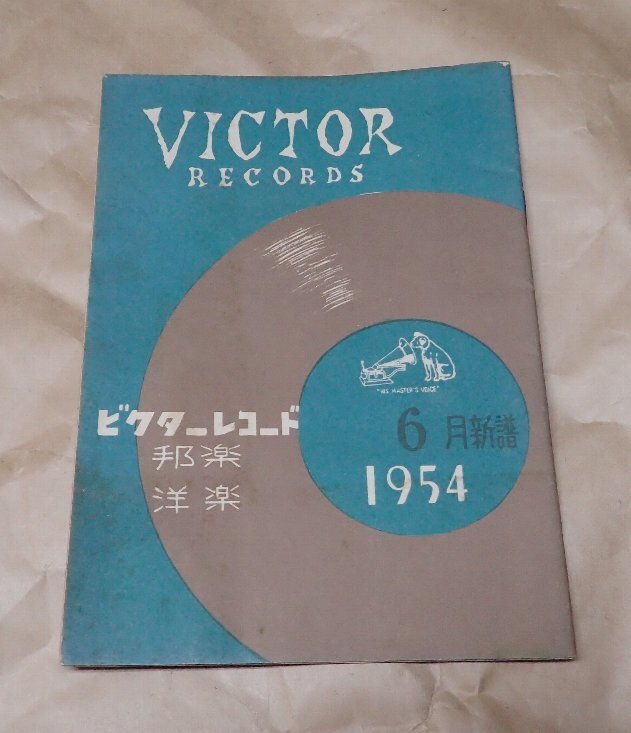 VICTOR
RECORDS
"HIS MASTER'S VOICE"
ビクターレコード
邦楽
洋楽
6月新譜
1954